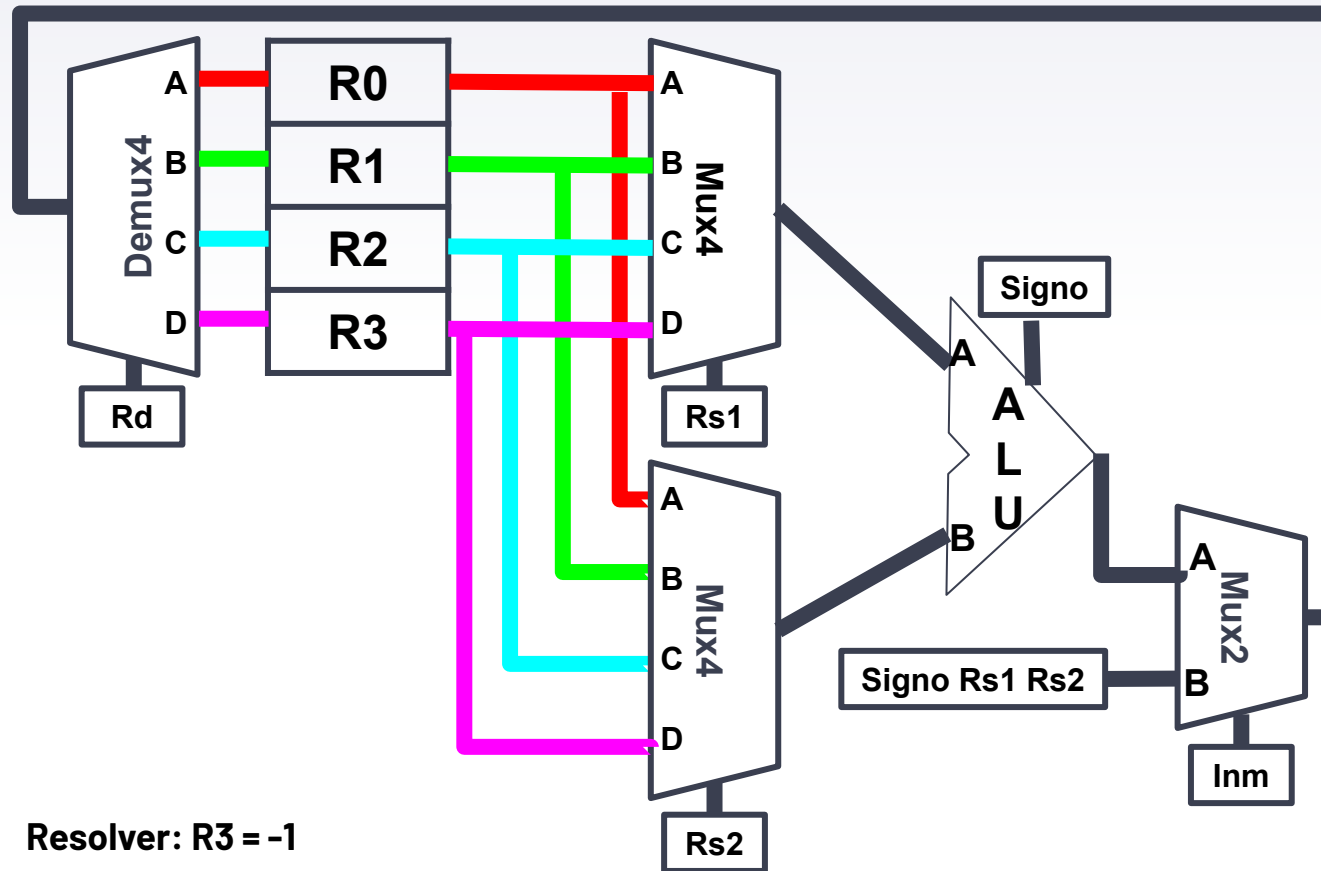 A
B
C
D
Demux4
Rd
R0
R1
R2
R3
A
B
C
D
Mux4
Rs1
A
B
C
D
Mux4
Rs2
Signo
A
B
A
L
U
Signo Rs1 Rs2
A
B
Mux2
Inm
Resolver: R3 = -1